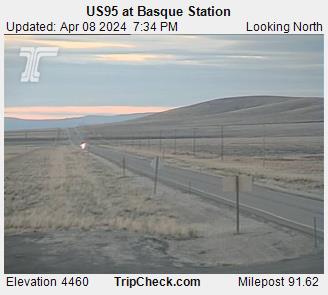 US95 at Basque Station
Updated: Apr 08 2024 7:34 PM Looking North
Elevation 4460 TripCheck.com Milepost 91.62